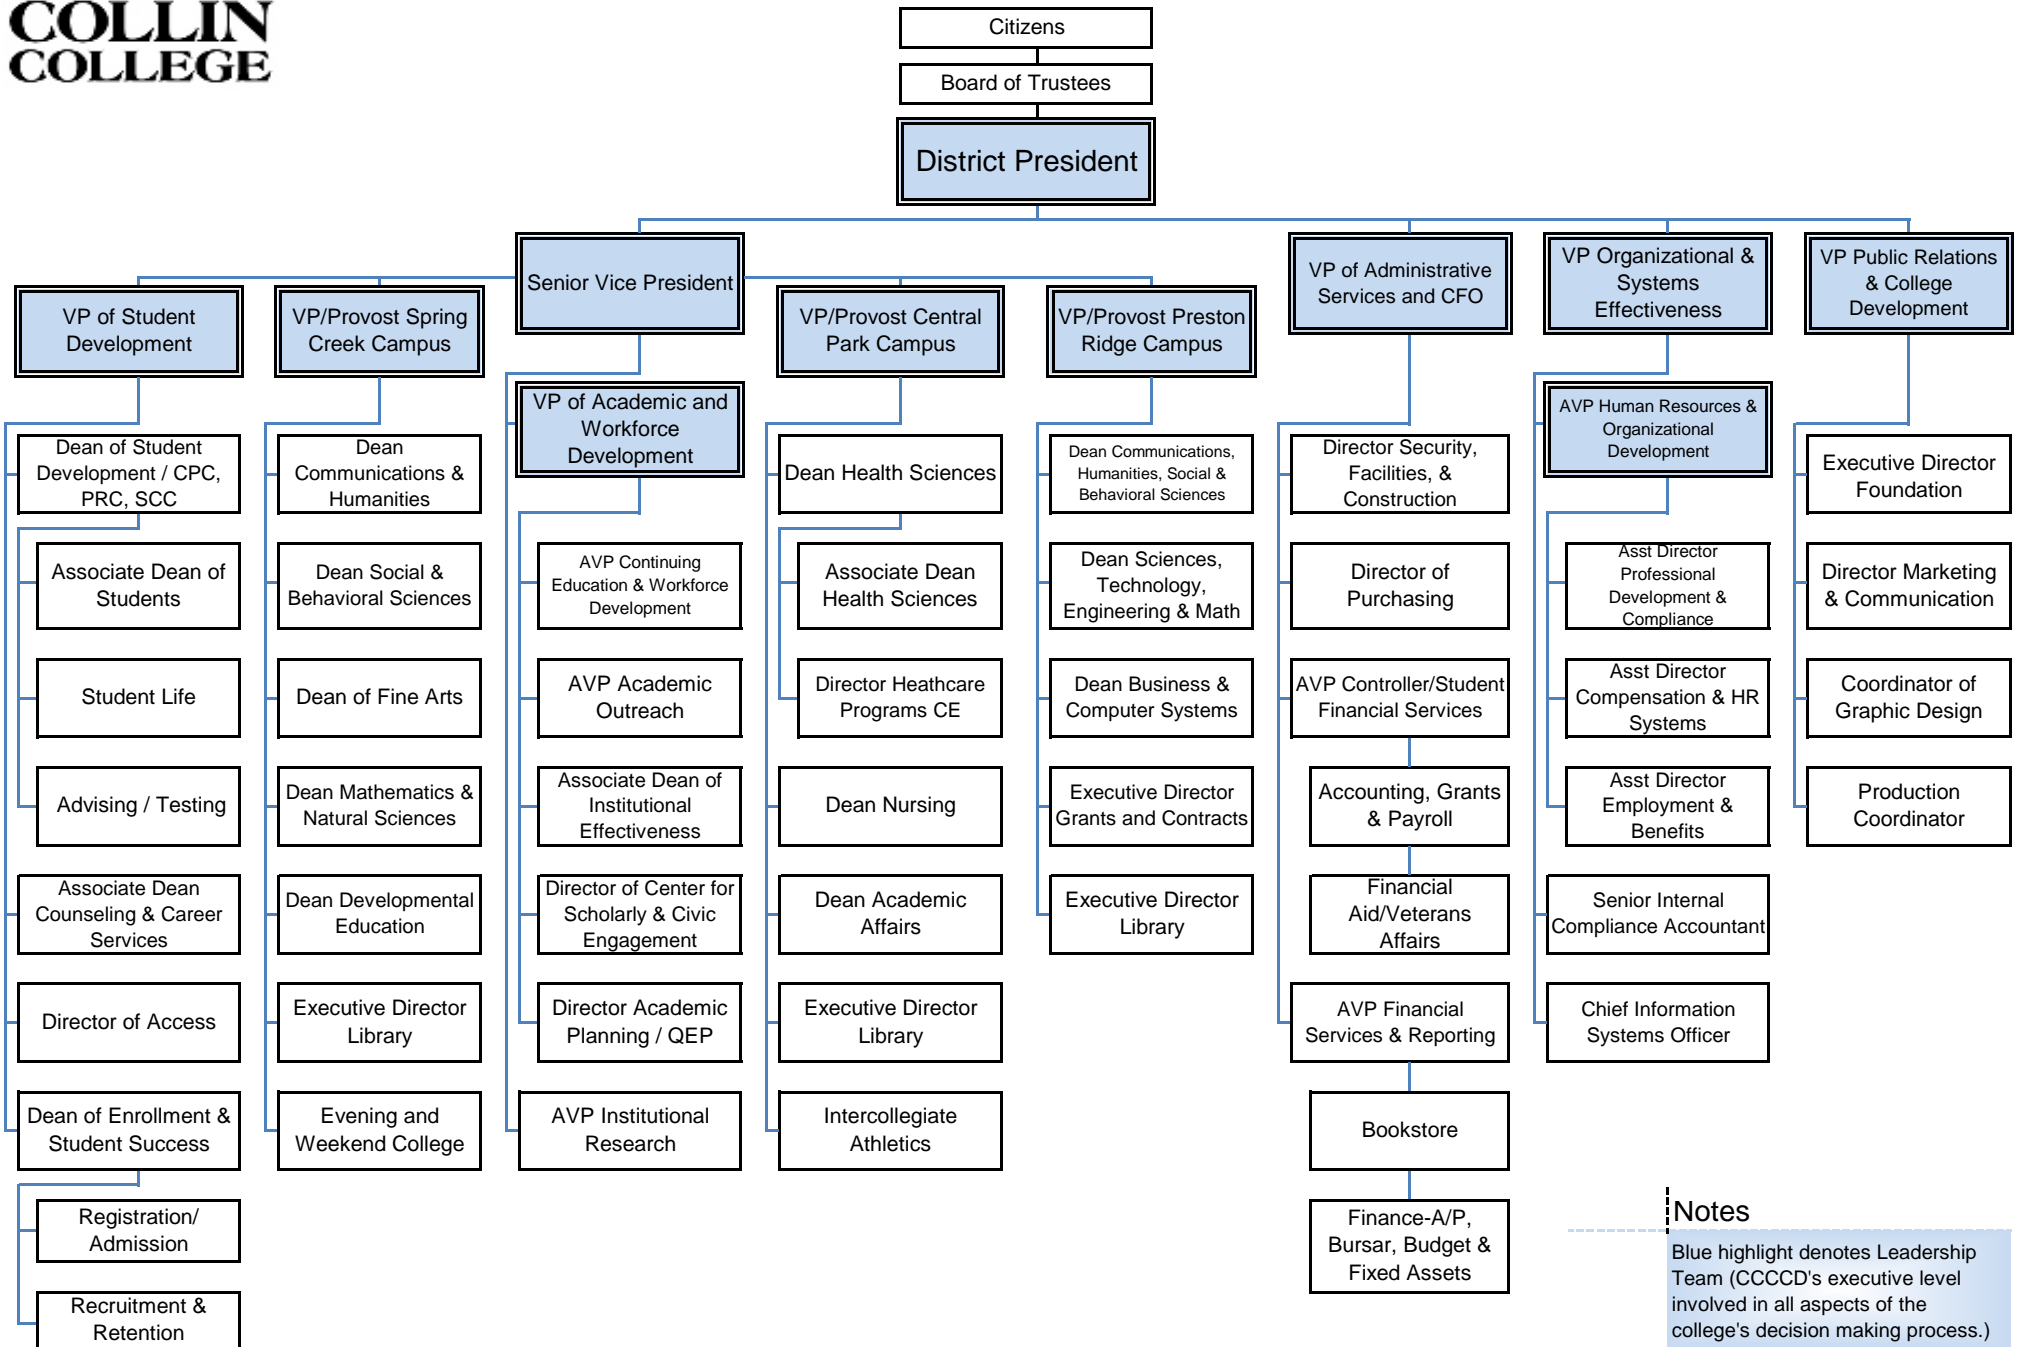 COLLIN
COLLEGE
Citizens
Board of Trustees
District President
Senior Vice President
VP of Administrative
Services and CFO
VP Organizational &
Systems
Effectiveness
VP Public Relations
& College
Development
VP of Student
Development
VP/Provost Spring
Creek Campus
VP/Provost Central
Park Campus
VP/Provost Preston
Ridge Campus
VP of Academic and
Workforce
Development
AVP Human Resources &
Organizational
Development
Dean of Student
Development / CPC,
PRC, SCC
Associate Dean of
Students
Student Life
Advising / Testing
Associate Dean
Counseling & Career
Services
Director of Access
Dean of Enrollment &
Student Success
Registration/
Admission
Recruitment &
Retention
Dean
Communications &
Humanities
Dean Social &
Behavioral Sciences
Dean of Fine Arts
Dean Mathematics &
Natural Sciences
Dean Developmental
Education
Executive Director
Library
Evening and
Weekend College
AVP Continuing
Education & Workforce
Development
AVP Academic
Outreach
Associate Dean of
Institutional
Effectiveness
Director of Center for
Scholarly & Civic
Engagement
Director Academic
Planning / QEP
AVP Institutional
Research
Dean Health Sciences
Associate Dean
Health Sciences
Director Heathcare
Programs CE
Dean Nursing
Dean Academic
Affairs
Executive Director
Library
Intercollegiate
Athletics
Dean Communications,
Humanities, Social &
Behavioral Sciences
Dean Sciences,
Technology,
Engineering & Math
Dean Business &
Computer Systems
Executive Director
Grants and Contracts
Executive Director
Library
Director Security,
Facilities, &
Construction
Director of
Purchasing
AVP Controller/Student
Financial Services
Accounting, Grants
& Payroll
Financial
Aid/Veterans
Affairs
AVP Financial
Services & Reporting
Bookstore
Finance-A/P,
Bursar, Budget &
Fixed Assets
Asst Director
Professional
Development &
Compliance
Asst Director
Compensation & HR
Systems
Asst Director
Employment &
Benefits
Senior Internal
Compliance Accountant
Chief Information
Systems Officer
Executive Director
Foundation
Director Marketing
& Communication
Coordinator of
Graphic Design
Production
Coordinator
Notes
Blue highlight denotes Leadership
Team (CCCCD's executive level
involved in all aspects of the
college's decision making process.)